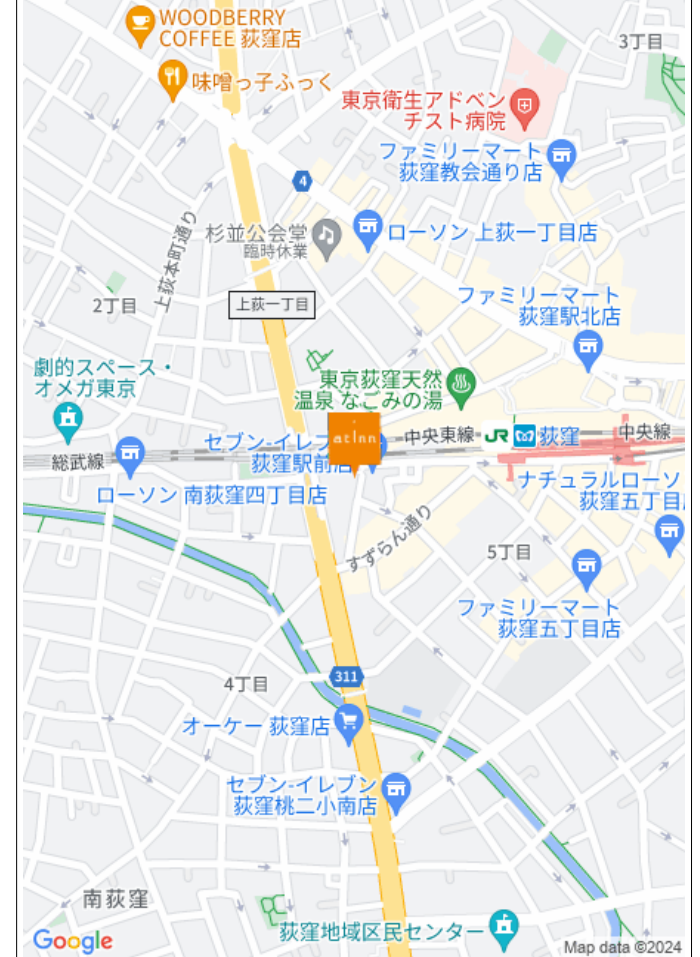 WOODBERRY
COFFEE 荻窪店
3丁目
味噌っ子ふっく
東京衛生アドベン
チスト病院
ファミリーマート
荻窪教会通り店
4
上荻本町通り
杉並公会堂
臨時休業
ローソン 上荻一丁目店
2丁目
上荻一丁目
ファミリーマート
荻窪駅北店
劇的スペース・
オメガ東京
東京荻窪天然
温泉 なごみの湯
at inn
セブン-イレブ
荻窪駅前店
中央東線
JR
荻窪
中央線
総武線
ローソン 南荻窪四丁目店
ナチュラルローソ
荻窪五丁目
すずらん通り
5丁目
ファミリーマート
荻窪五丁目店
4丁目
311
オーケー 荻窪店
セブン-イレブン
荻窪桃二小南店
南荻窪
荻窪地域区民センター
Google
Map data ©2024